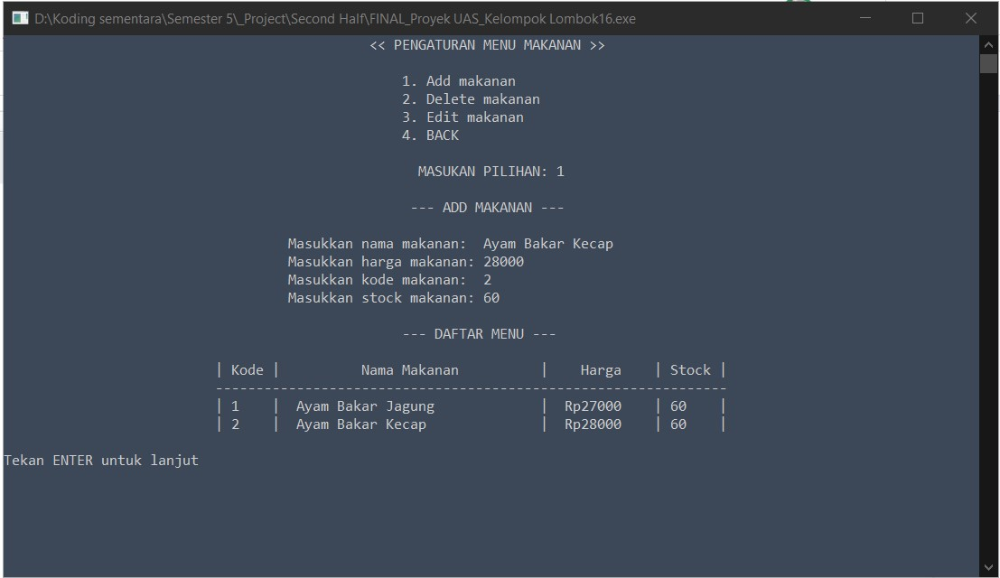 D:\Koding sementara\Semester 5\_Project\Second Half\FINAL_Proyek UAS_Kelompok Lombok16.exe
<< PENGATURAN MENU MAKANAN >>
1. Add makanan
2. Delete makanan
3. Edit makanan
4. BACK
MASUKAN PILIHAN: 1
--- ADD MAKANAN ---
Masukkan nama makanan:  Ayam Bakar Kecap
Masukkan harga makanan: 28000
Masukkan kode makanan:  2
Masukkan stock makanan: 60
--- DAFTAR MENU ---
| Kode |          Nama Makanan          |    Harga    | Stock |
---------------------------------------------------------------
| 1    |  Ayam Bakar Jagung             |  Rp27000    | 60    |
| 2    |  Ayam Bakar Kecap              |  Rp28000    | 60    |
Tekan ENTER untuk lanjut